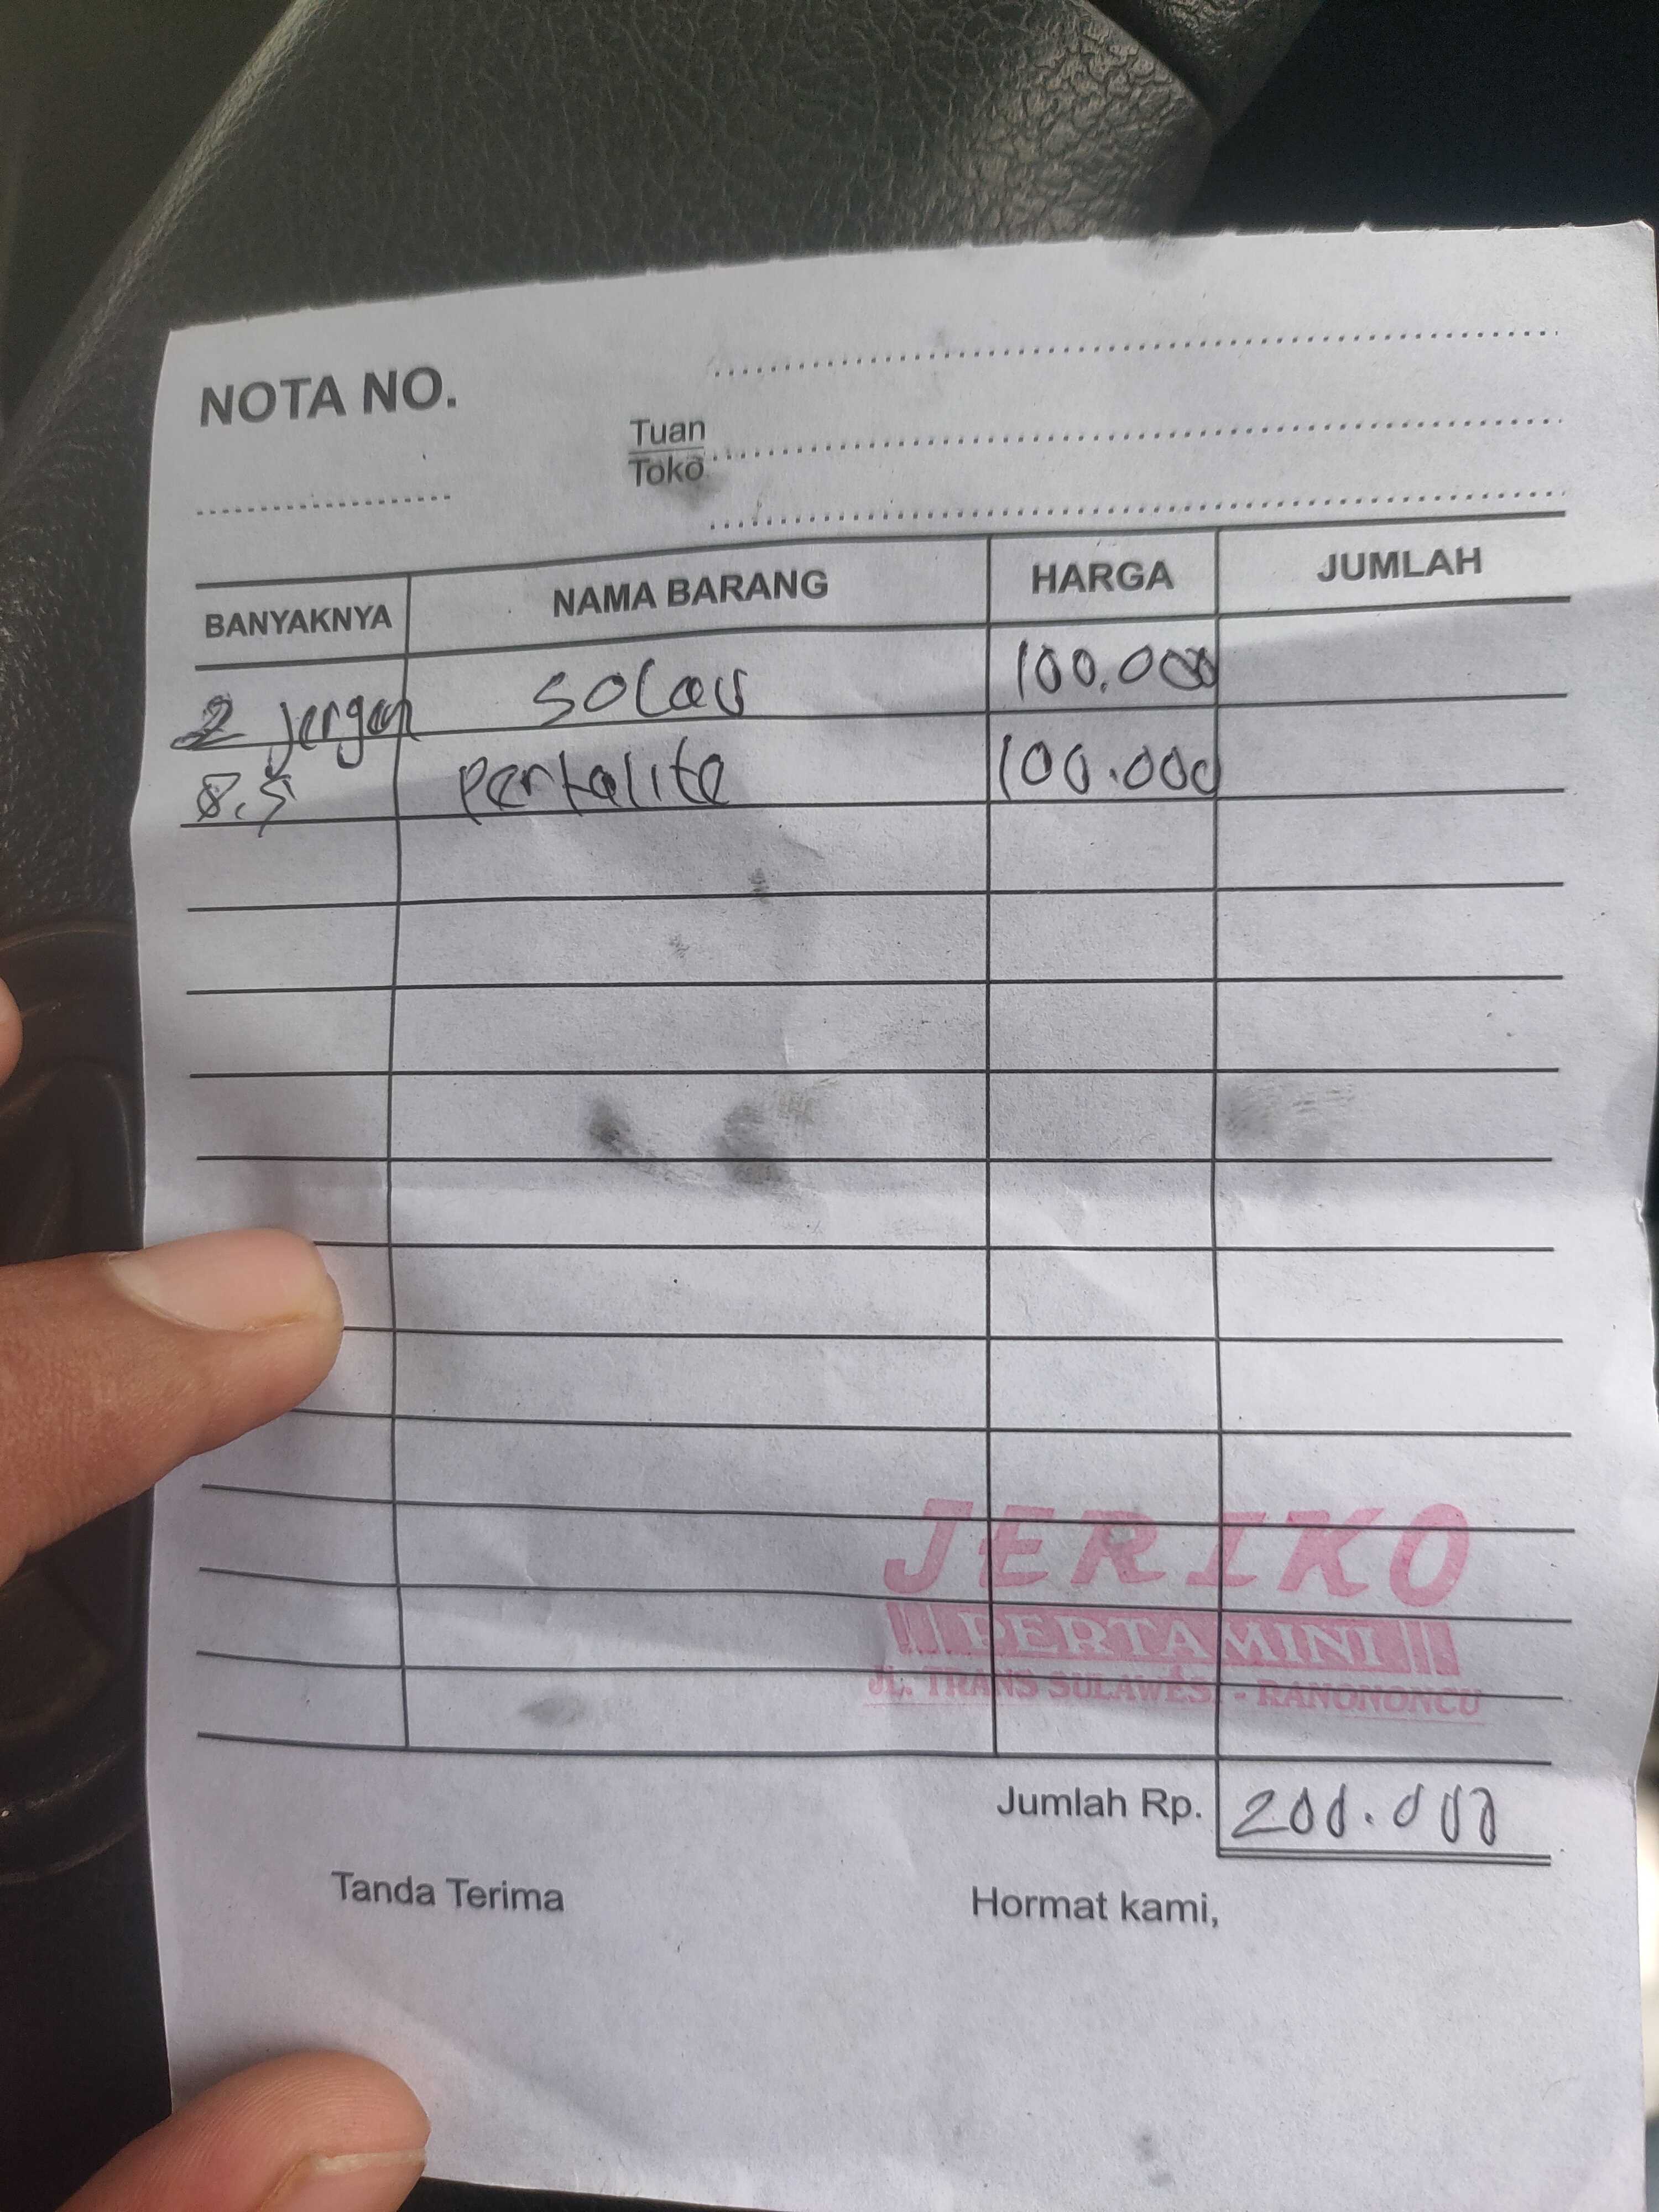 NOTA NO.
Tuan
Toko
BANYAKNYA NAMA BARANG HARGA JUMLAH
2 jergen solar 100.000
8.5 pertalite 100.000
JERIKO
PERTAMINI
JL. TRANS SULAWESI - RANONONCU
Jumlah Rp. 200.000
Tanda Terima Hormat kami,